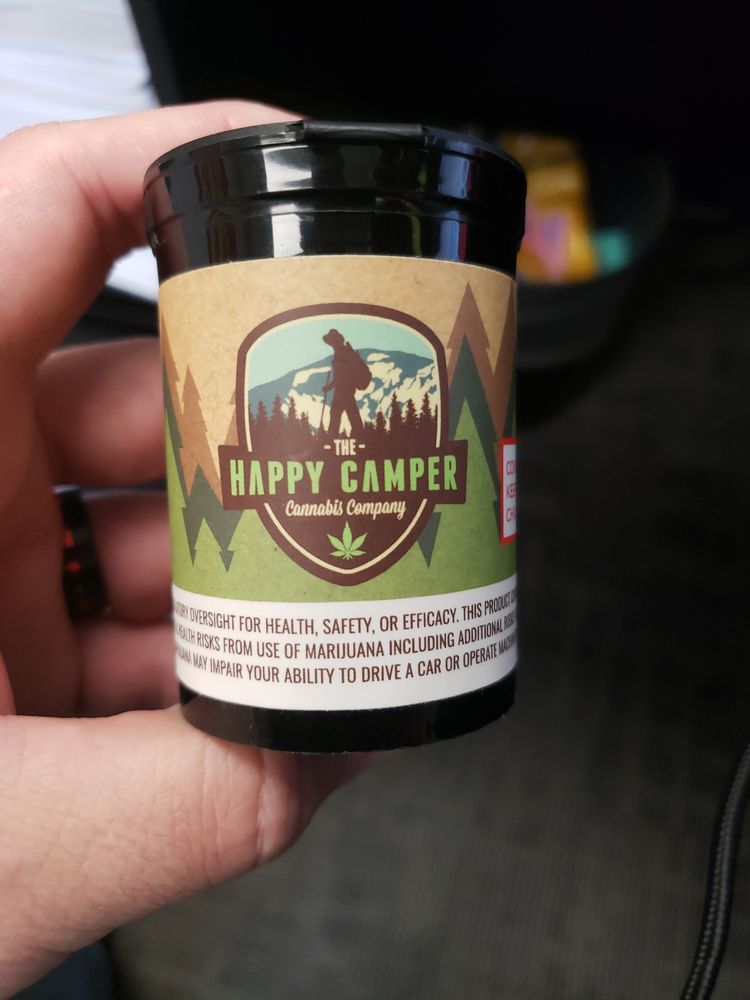 - THE -
HAPPY CAMPER
Cannabis Company
OVERSIGHT FOR HEALTH, SAFETY, OR EFFICACY. THIS PRODUCT
HEALTH RISKS FROM USE OF MARIJUANA INCLUDING ADDITIONAL
MAY IMPAIR YOUR ABILITY TO DRIVE A CAR OR OPERATE